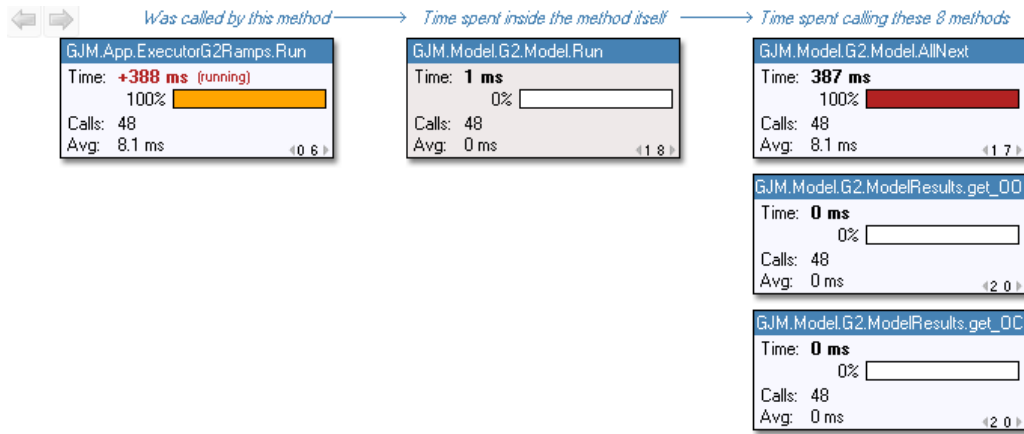 Was called by this method
Time spent inside the method itself
Time spent calling these 8 methods
GJM.App.ExecutorG2Ramps.Run
Time: +388 ms (running)
100%
Calls: 48
Avg: 8.1 ms
0 6
GJM.Model.G2.Model.Run
Time: 1 ms
0%
Calls: 48
Avg: 0 ms
1 8
GJM.Model.G2.Model.AllNext
Time: 387 ms
100%
Calls: 48
Avg: 8.1 ms
1 7
GJM.Model.G2.ModelResults.get_OO
Time: 0 ms
0%
Calls: 48
Avg: 0 ms
2 0
GJM.Model.G2.ModelResults.get_OC
Time: 0 ms
0%
Calls: 48
Avg: 0 ms
2 0